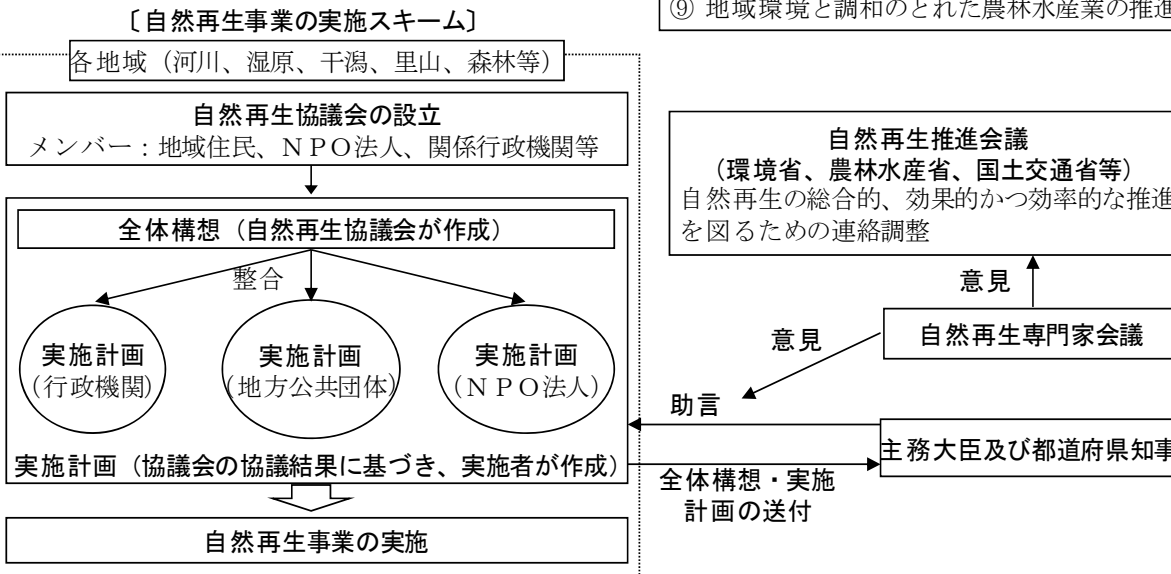 〔自然再生事業の実施スキーム〕
各地域（河川、湿原、干潟、里山、森林等）
自然再生協議会の設立
メンバー：地域住民、ＮＰＯ法人、関係行政機関等
全体構想（自然再生協議会が作成）
整合
実施計画
（行政機関）
実施計画
（地方公共団体）
実施計画
（ＮＰＯ法人）
実施計画（協議会の協議結果に基づき、実施者が作成）
自然再生事業の実施
⑨ 地域環境と調和のとれた農林水産業の推進
自然再生推進会議
（環境省、農林水産省、国土交通省等）
自然再生の総合的、効果的かつ効率的な推進
を図るための連絡調整
意見
自然再生専門家会議
意見
助言
主務大臣及び都道府県知事
全体構想・実施
計画の送付